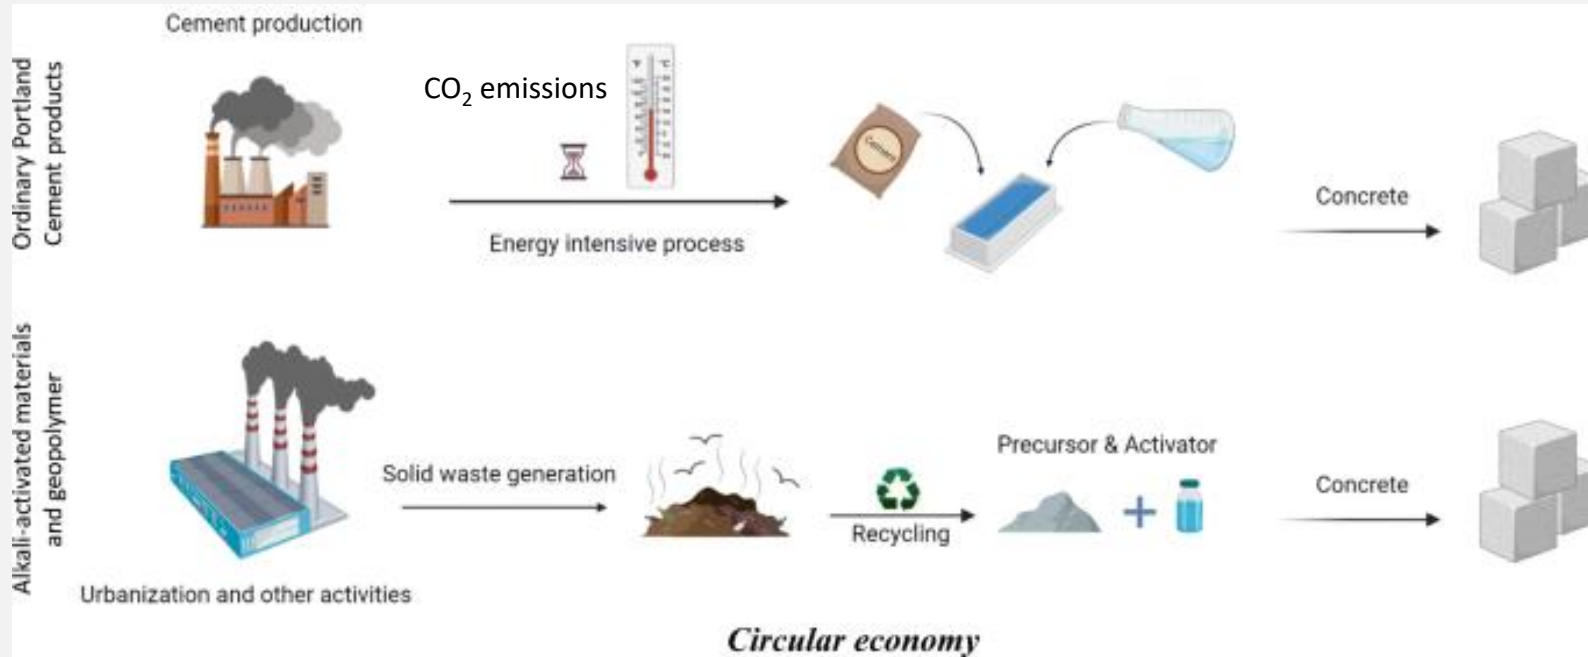 Cement production
Ordinary Portland
Cement products
CO₂ emissions
°F °C
Energy intensive process
Cement
Concrete
Alkali-activated materials
and geopolymer
Urbanization and other activities
Solid waste generation
Recycling
Precursor & Activator
+
Concrete
Circular economy